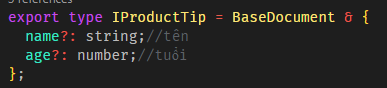 export type IProductTip = BaseDocument & {
name?: string;//tên
age?: number;//tuổi
};